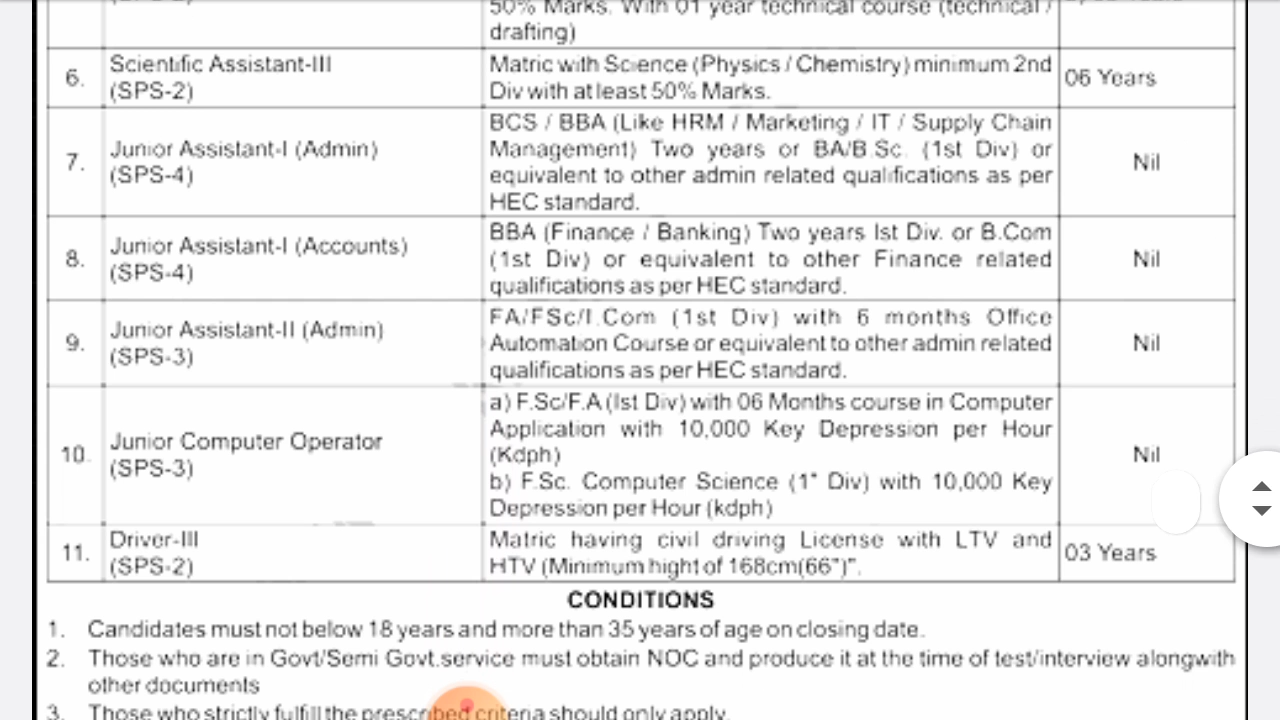 50% Marks. With 01 year technical course (technical /
drafting)
6.
Scientific Assistant-III
(SPS-2)
Matric with Science (Physics / Chemistry) minimum 2nd
Div with at least 50% Marks.
06 Years
7.
Junior Assistant-I (Admin)
(SPS-4)
BCS / BBA (Like HRM / Marketing / IT / Supply Chain
Management) Two years or BA/B.Sc. (1st Div) or
equivalent to other admin related qualifications as per
HEC standard.
Nil
8.
Junior Assistant-I (Accounts)
(SPS-4)
BBA (Finance / Banking) Two years Ist Div. or B.Com
(1st Div) or equivalent to other Finance related
qualifications as per HEC standard.
Nil
9.
Junior Assistant-II (Admin)
(SPS-3)
FA/FSc/I.Com (1st Div) with 6 months Office
Automation Course or equivalent to other admin related
qualifications as per HEC standard.
Nil
10.
Junior Computer Operator
(SPS-3)
a) F.Sc/F.A (Ist Div) with 06 Months course in Computer
Application with 10,000 Key Depression per Hour
(Kdph)
b) F.Sc. Computer Science (1* Div) with 10,000 Key
Depression per Hour (kdph)
Nil
11.
Driver-III
(SPS-2)
Matric having civil driving License with LTV and
HTV (Minimum hight of 168cm(66")".
03 Years
CONDITIONS
1. Candidates must not below 18 years and more than 35 years of age on closing date.
2. Those who are in Govt/Semi Govt.service must obtain NOC and produce it at the time of test/interview alongwith
other documents
3. Those who strictly fulfill the prescribed criteria should only apply.